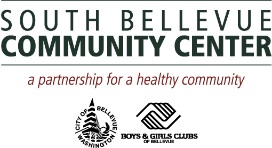 SOUTH BELLEVUE
COMMUNITY CENTER
a partnership for a healthy community
CITY OF BELLEVUE
WASHINGTON
BOYS & GIRLS CLUBS
OF BELLEVUE